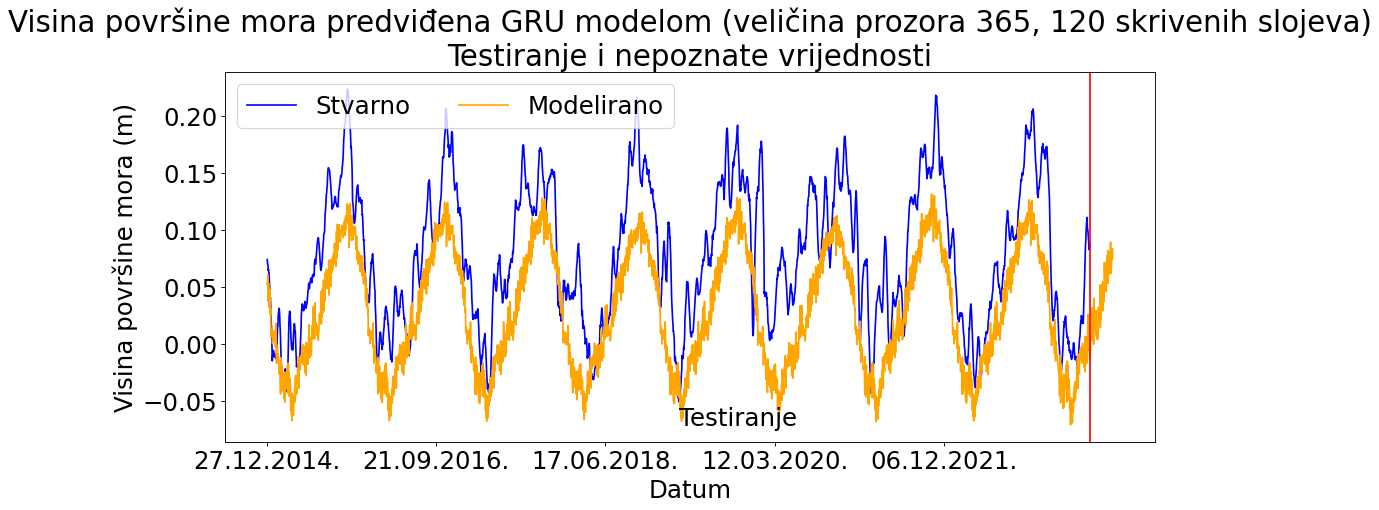 Visina površine mora predviđena GRU modelom (veličina prozora 365, 120 skrivenih slojeva)
Testiranje i nepoznate vrijednosti
Stvarno Modelirano
Visina površine mora (m)
0.20
0.15
0.10
0.05
0.00
−0.05
Testiranje
27.12.2014. 21.09.2016. 17.06.2018. 12.03.2020. 06.12.2021.
Datum